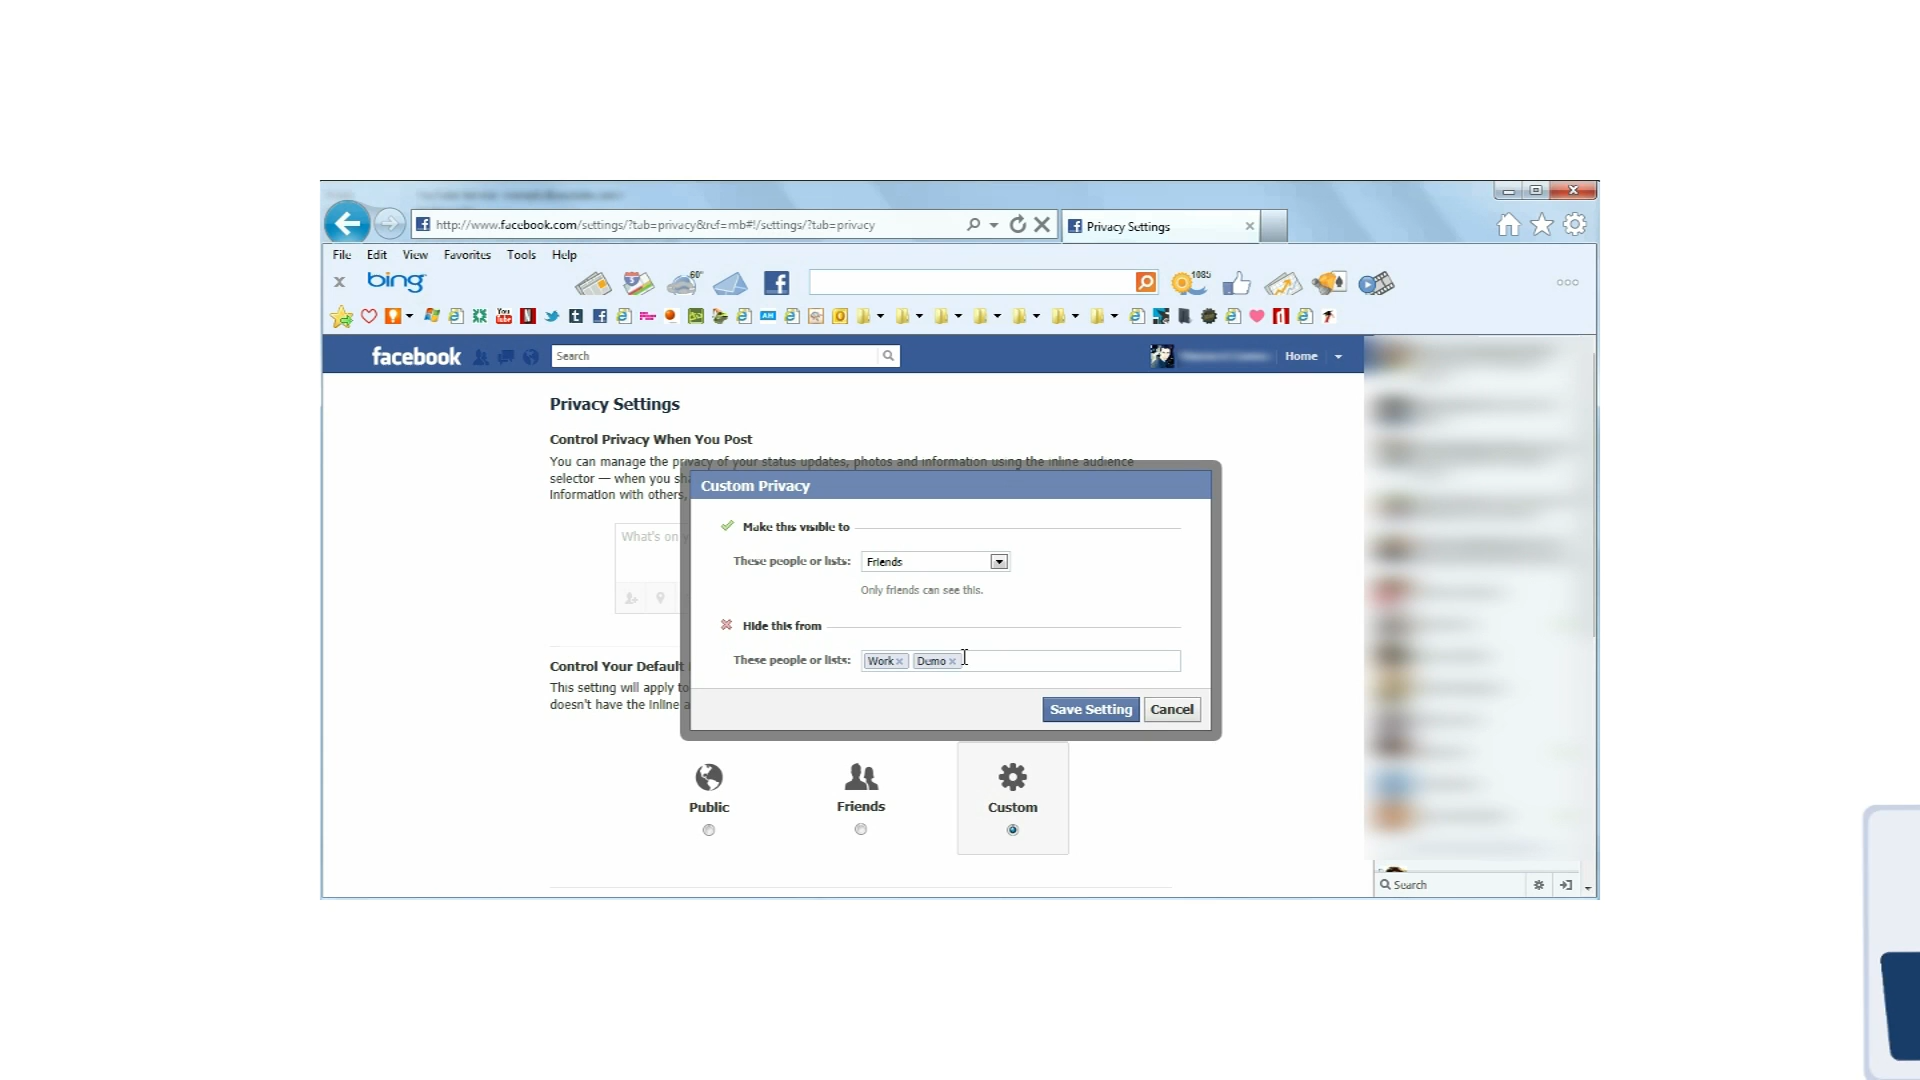 http://www.facebook.com/settings/?tab=privacy&ref=mb#!/settings/?tab=privacy
Privacy Settings
File Edit View Favorites Tools Help
bing
60°
1085
facebook
Search
Home
Privacy Settings
Control Privacy When You Post
You can manage the privacy of your status updates, photos and information using the inline audience
selector — when you sh
Information with others,
What's on y
Custom Privacy
Make this visible to
These people or lists: Friends
Only friends can see this.
Hide this from
These people or lists: Work Demo
Save Setting Cancel
Control Your Default
This setting will apply to
doesn't have the inline a
Public
Friends
Custom
Search